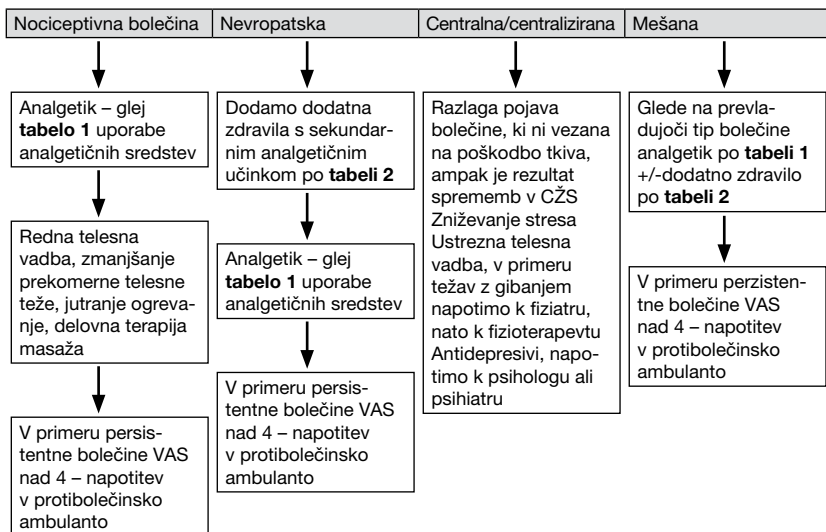 Nociceptivna bolečina
Nevropatska
Centralna/centralizirana
Mešana
Analgetik – glej
tabelo 1 uporabe
analgetičnih sredstev
Redna telesna
vadba, zmanjšanje
prekomerne telesne
teže, jutranje ogreva-
nje, delovna terapija
masaža
V primeru persis-
tentne bolečine VAS
nad 4 – napotitev
v protibolečinsko
ambulanto
Dodamo dodatna
zdravila s sekundar-
nim analgetičnim
učinkom po tabeli 2
Analgetik – glej
tabelo 1 uporabe
analgetičnih sredstev
V primeru persis-
tentne bolečine VAS
nad 4 – napotitev
v protibolečinsko
ambulanto
Razlaga pojava
bolečine, ki ni vezana
na poškodbo tkiva,
ampak je rezultat
sprememb v CŽS
Zniževanje stresa
Ustrezna telesna
vadba, v primeru
težav z gibanjem
napotimo k fiziatru,
nato k fizioterapevtu
Antidepresivi, napo-
timo k psihologu ali
psihiatru
Glede na prevla-
dujoči tip bolečine
analgetik po tabeli 1
+/-dodatno zdravilo
po tabeli 2
V primeru perzisten-
tne bolečine VAS
nad 4 – napotitev
v protibolečinsko
ambulanto